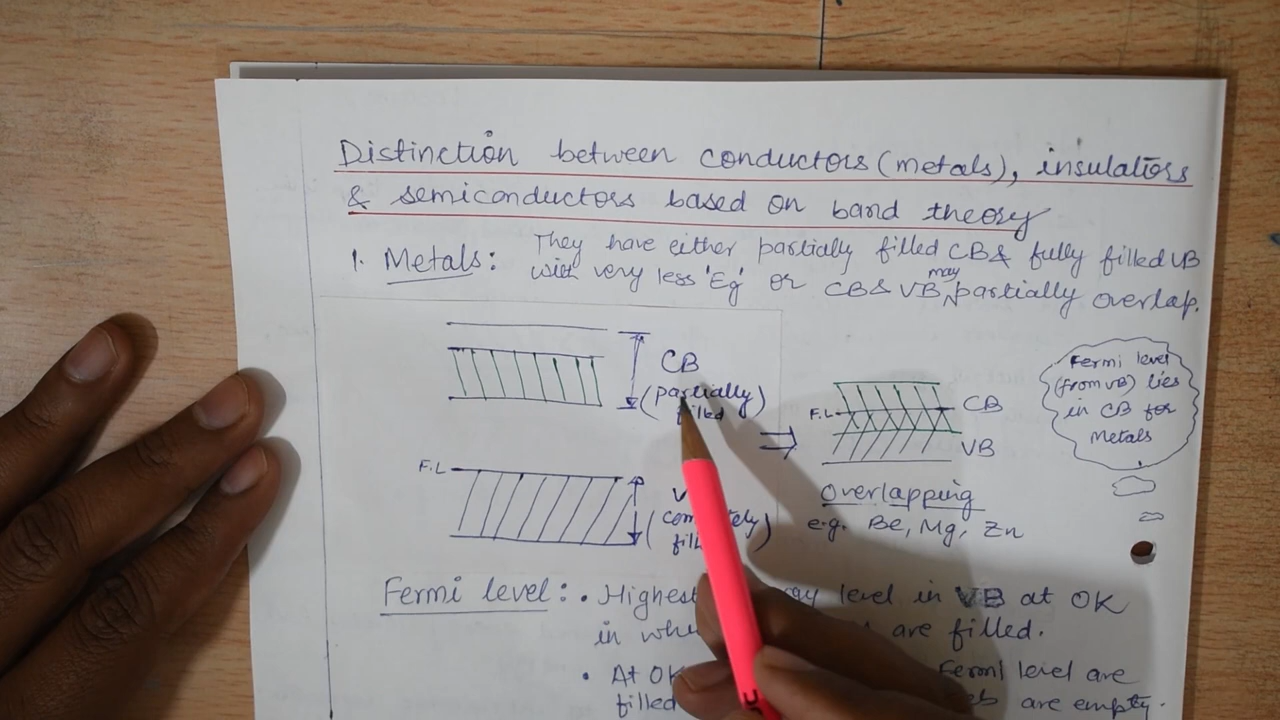 Distinction between conductors (metals), insulators
& semiconductors based on band theory
1. Metals: They have either partially filled CB & fully filled VB
with very less 'Eg' or CB & VB may partially overlap.
CB
(partially)
filled
F.L
(completely)
F.L
CB
VB
Overlapping
e.g. Be, Mg, Zn
Fermi level
(from VB) lies
in CB for
Metals
Fermi level: • Highest level in VB at 0K
in are filled.
• At 0K Fermi level are
filled are empty.